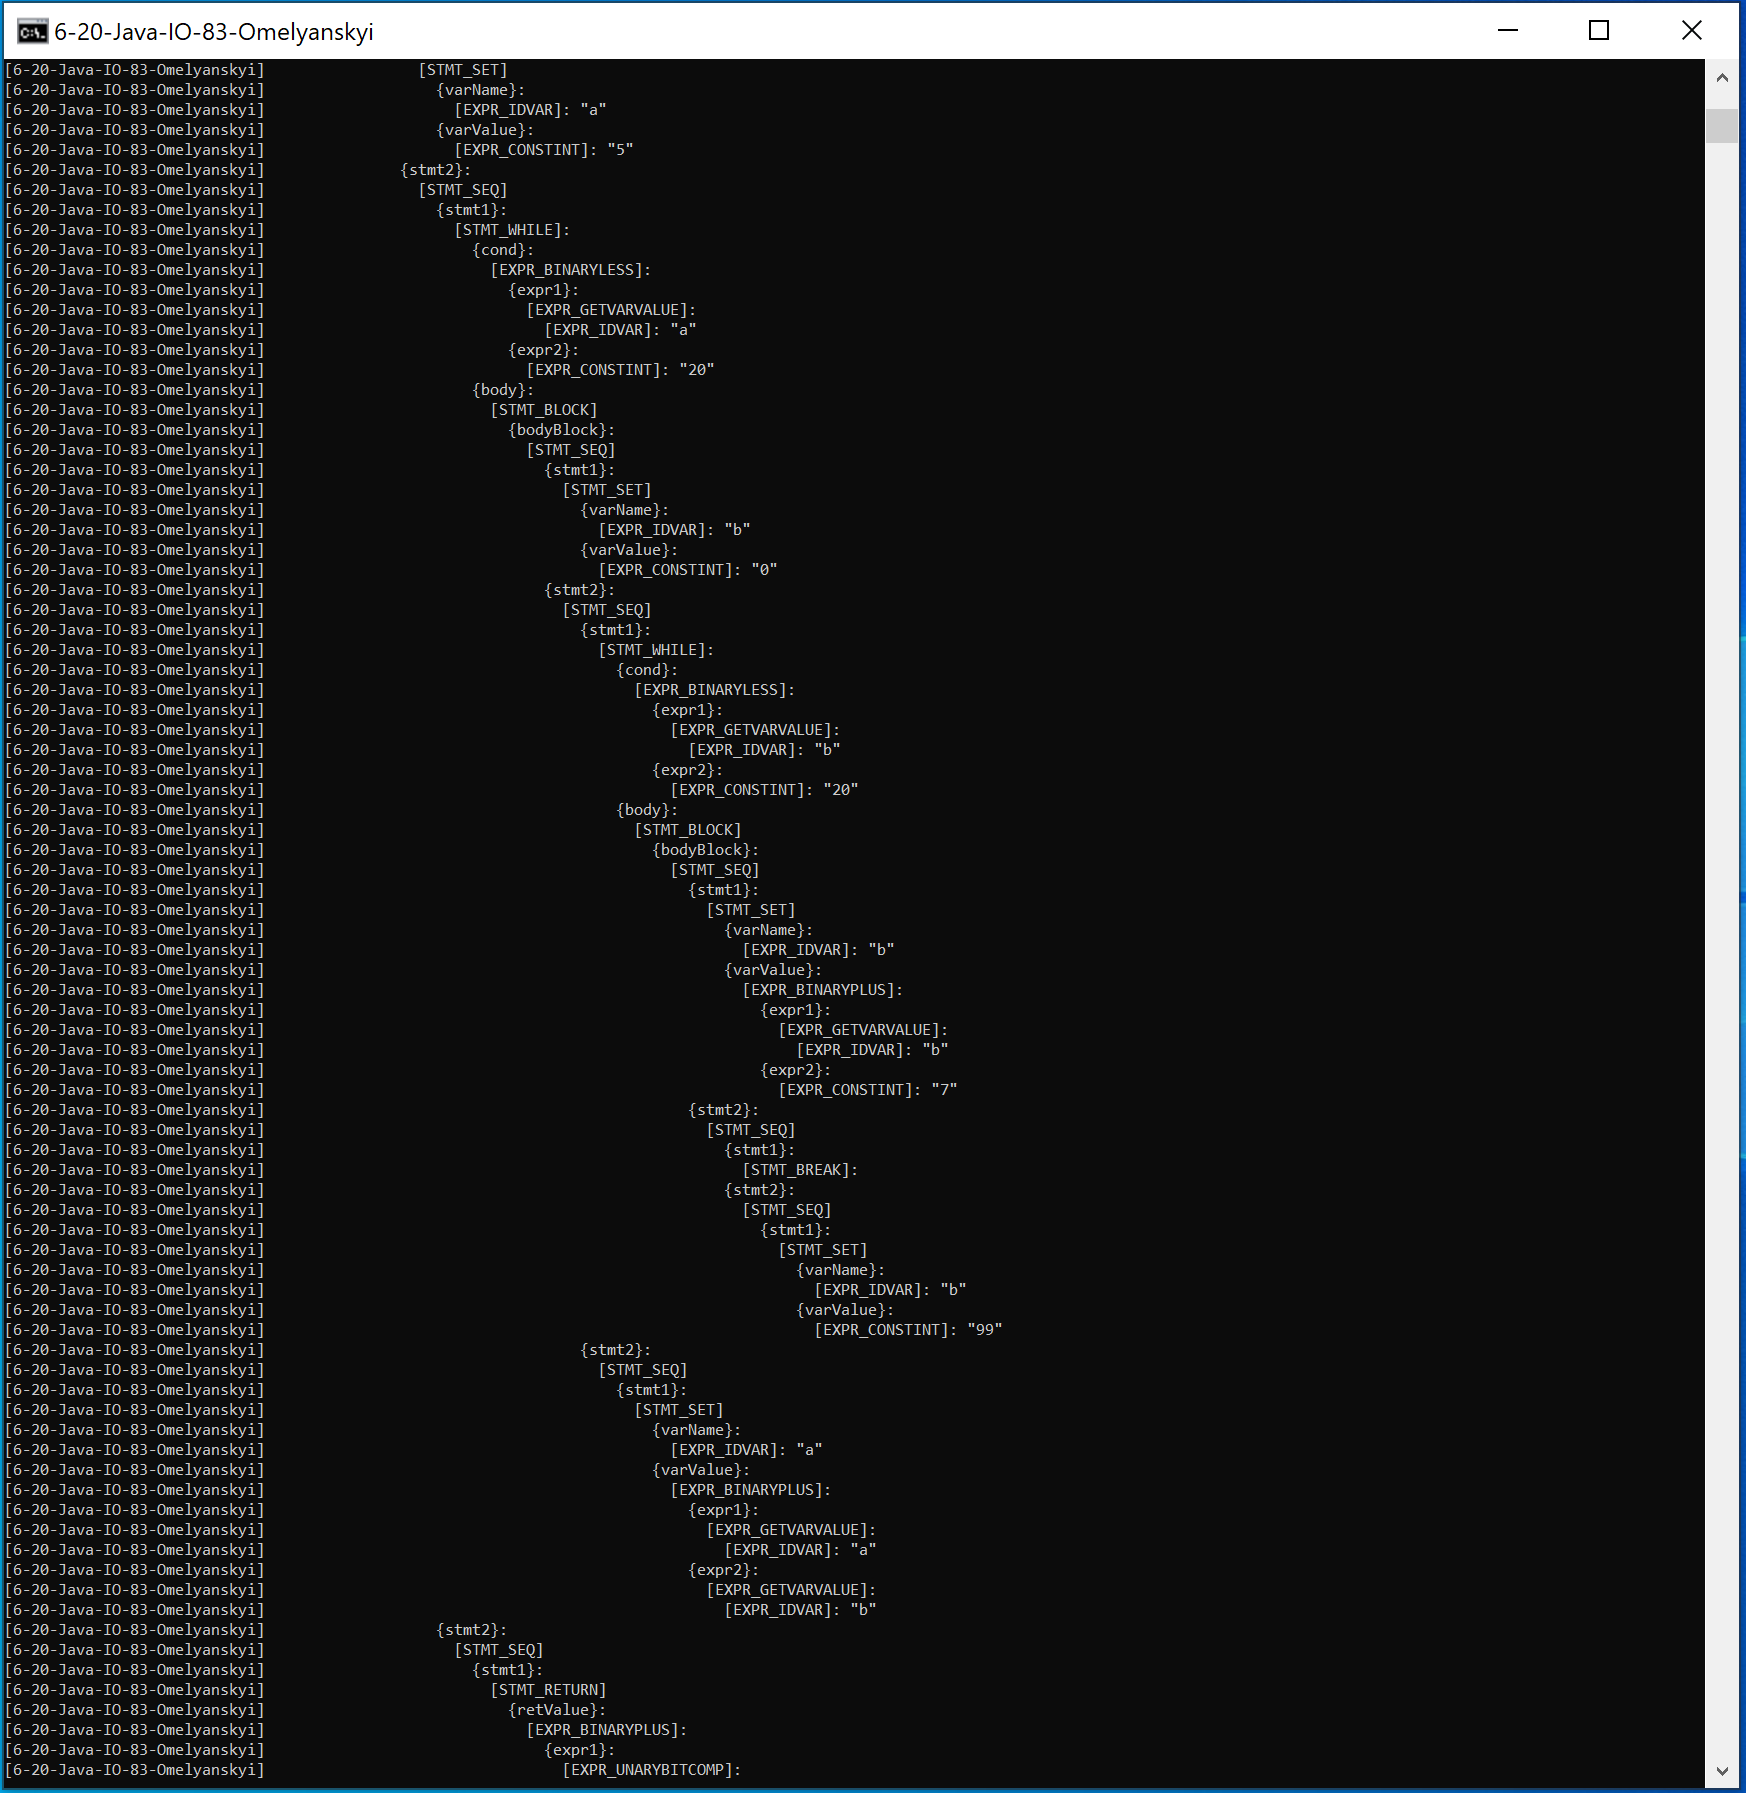 6-20-Java-IO-83-Omelyanskyi
[6-20-Java-IO-83-Omelyanskyi]                 [STMT_SET]
[6-20-Java-IO-83-Omelyanskyi]                   {varName}:
[6-20-Java-IO-83-Omelyanskyi]                     [EXPR_IDVAR]: "a"
[6-20-Java-IO-83-Omelyanskyi]                   {varValue}:
[6-20-Java-IO-83-Omelyanskyi]                     [EXPR_CONSTINT]: "5"
[6-20-Java-IO-83-Omelyanskyi]               {stmt2}:
[6-20-Java-IO-83-Omelyanskyi]                 [STMT_SEQ]
[6-20-Java-IO-83-Omelyanskyi]                   {stmt1}:
[6-20-Java-IO-83-Omelyanskyi]                     [STMT_WHILE]:
[6-20-Java-IO-83-Omelyanskyi]                       {cond}:
[6-20-Java-IO-83-Omelyanskyi]                         [EXPR_BINARYLESS]:
[6-20-Java-IO-83-Omelyanskyi]                           {expr1}:
[6-20-Java-IO-83-Omelyanskyi]                             [EXPR_GETVARVALUE]:
[6-20-Java-IO-83-Omelyanskyi]                               [EXPR_IDVAR]: "a"
[6-20-Java-IO-83-Omelyanskyi]                           {expr2}:
[6-20-Java-IO-83-Omelyanskyi]                             [EXPR_CONSTINT]: "20"
[6-20-Java-IO-83-Omelyanskyi]                       {body}:
[6-20-Java-IO-83-Omelyanskyi]                         [STMT_BLOCK]
[6-20-Java-IO-83-Omelyanskyi]                           {bodyBlock}:
[6-20-Java-IO-83-Omelyanskyi]                             [STMT_SEQ]
[6-20-Java-IO-83-Omelyanskyi]                               {stmt1}:
[6-20-Java-IO-83-Omelyanskyi]                                 [STMT_SET]
[6-20-Java-IO-83-Omelyanskyi]                                   {varName}:
[6-20-Java-IO-83-Omelyanskyi]                                     [EXPR_IDVAR]: "b"
[6-20-Java-IO-83-Omelyanskyi]                                   {varValue}:
[6-20-Java-IO-83-Omelyanskyi]                                     [EXPR_CONSTINT]: "0"
[6-20-Java-IO-83-Omelyanskyi]                               {stmt2}:
[6-20-Java-IO-83-Omelyanskyi]                                 [STMT_SEQ]
[6-20-Java-IO-83-Omelyanskyi]                                   {stmt1}:
[6-20-Java-IO-83-Omelyanskyi]                                     [STMT_WHILE]:
[6-20-Java-IO-83-Omelyanskyi]                                       {cond}:
[6-20-Java-IO-83-Omelyanskyi]                                         [EXPR_BINARYLESS]:
[6-20-Java-IO-83-Omelyanskyi]                                           {expr1}:
[6-20-Java-IO-83-Omelyanskyi]                                             [EXPR_GETVARVALUE]:
[6-20-Java-IO-83-Omelyanskyi]                                               [EXPR_IDVAR]: "b"
[6-20-Java-IO-83-Omelyanskyi]                                           {expr2}:
[6-20-Java-IO-83-Omelyanskyi]                                             [EXPR_CONSTINT]: "20"
[6-20-Java-IO-83-Omelyanskyi]                                       {body}:
[6-20-Java-IO-83-Omelyanskyi]                                         [STMT_BLOCK]
[6-20-Java-IO-83-Omelyanskyi]                                           {bodyBlock}:
[6-20-Java-IO-83-Omelyanskyi]                                             [STMT_SEQ]
[6-20-Java-IO-83-Omelyanskyi]                                               {stmt1}:
[6-20-Java-IO-83-Omelyanskyi]                                                 [STMT_SET]
[6-20-Java-IO-83-Omelyanskyi]                                                   {varName}:
[6-20-Java-IO-83-Omelyanskyi]                                                     [EXPR_IDVAR]: "b"
[6-20-Java-IO-83-Omelyanskyi]                                                   {varValue}:
[6-20-Java-IO-83-Omelyanskyi]                                                     [EXPR_BINARYPLUS]:
[6-20-Java-IO-83-Omelyanskyi]                                                       {expr1}:
[6-20-Java-IO-83-Omelyanskyi]                                                         [EXPR_GETVARVALUE]:
[6-20-Java-IO-83-Omelyanskyi]                                                           [EXPR_IDVAR]: "b"
[6-20-Java-IO-83-Omelyanskyi]                                                       {expr2}:
[6-20-Java-IO-83-Omelyanskyi]                                                         [EXPR_CONSTINT]: "7"
[6-20-Java-IO-83-Omelyanskyi]                                               {stmt2}:
[6-20-Java-IO-83-Omelyanskyi]                                                 [STMT_SEQ]
[6-20-Java-IO-83-Omelyanskyi]                                                   {stmt1}:
[6-20-Java-IO-83-Omelyanskyi]                                                     [STMT_BREAK]:
[6-20-Java-IO-83-Omelyanskyi]                                                   {stmt2}:
[6-20-Java-IO-83-Omelyanskyi]                                                     [STMT_SEQ]
[6-20-Java-IO-83-Omelyanskyi]                                                       {stmt1}:
[6-20-Java-IO-83-Omelyanskyi]                                                         [STMT_SET]
[6-20-Java-IO-83-Omelyanskyi]                                                           {varName}:
[6-20-Java-IO-83-Omelyanskyi]                                                             [EXPR_IDVAR]: "b"
[6-20-Java-IO-83-Omelyanskyi]                                                           {varValue}:
[6-20-Java-IO-83-Omelyanskyi]                                                             [EXPR_CONSTINT]: "99"
[6-20-Java-IO-83-Omelyanskyi]                                   {stmt2}:
[6-20-Java-IO-83-Omelyanskyi]                                     [STMT_SEQ]
[6-20-Java-IO-83-Omelyanskyi]                                       {stmt1}:
[6-20-Java-IO-83-Omelyanskyi]                                         [STMT_SET]
[6-20-Java-IO-83-Omelyanskyi]                                           {varName}:
[6-20-Java-IO-83-Omelyanskyi]                                             [EXPR_IDVAR]: "a"
[6-20-Java-IO-83-Omelyanskyi]                                           {varValue}:
[6-20-Java-IO-83-Omelyanskyi]                                             [EXPR_BINARYPLUS]:
[6-20-Java-IO-83-Omelyanskyi]                                               {expr1}:
[6-20-Java-IO-83-Omelyanskyi]                                                 [EXPR_GETVARVALUE]:
[6-20-Java-IO-83-Omelyanskyi]                                                   [EXPR_IDVAR]: "a"
[6-20-Java-IO-83-Omelyanskyi]                                               {expr2}:
[6-20-Java-IO-83-Omelyanskyi]                                                 [EXPR_GETVARVALUE]:
[6-20-Java-IO-83-Omelyanskyi]                                                   [EXPR_IDVAR]: "b"
[6-20-Java-IO-83-Omelyanskyi]                   {stmt2}:
[6-20-Java-IO-83-Omelyanskyi]                     [STMT_SEQ]
[6-20-Java-IO-83-Omelyanskyi]                       {stmt1}:
[6-20-Java-IO-83-Omelyanskyi]                         [STMT_RETURN]
[6-20-Java-IO-83-Omelyanskyi]                           {retValue}:
[6-20-Java-IO-83-Omelyanskyi]                             [EXPR_BINARYPLUS]:
[6-20-Java-IO-83-Omelyanskyi]                               {expr1}:
[6-20-Java-IO-83-Omelyanskyi]                                 [EXPR_UNARYBITCOMP]: